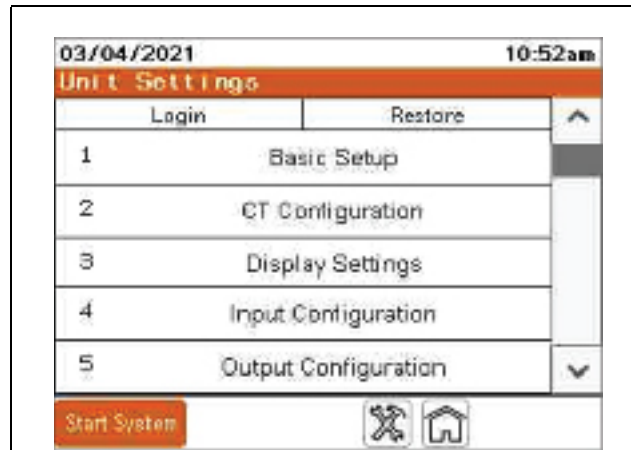 03/04/2021 10:52am
Unit Settings
Login Restore
1 Basic Setup
2 CT Configuration
3 Display Settings
4 Input Configuration
5 Output Configuration
Start System